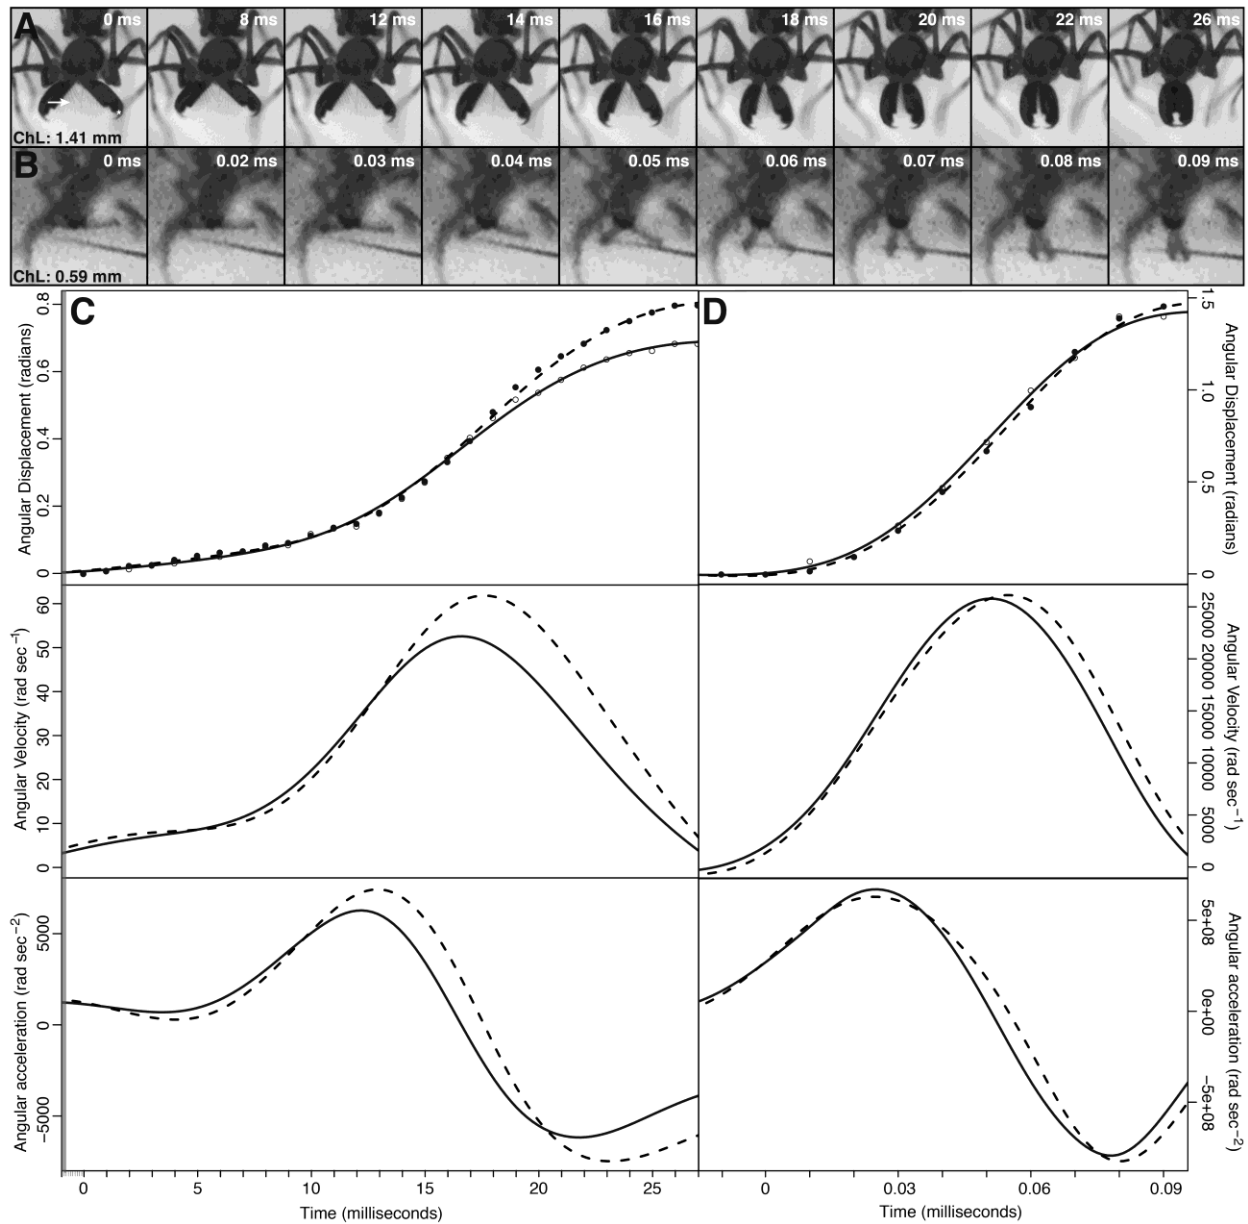 A 0 ms 8 ms 12 ms 14 ms 16 ms 18 ms 20 ms 22 ms 26 ms
ChL: 1.41 mm
B 0 ms 0.02 ms 0.03 ms 0.04 ms 0.05 ms 0.06 ms 0.07 ms 0.08 ms 0.09 ms
ChL: 0.59 mm
C
Angular Displacement (radians)
0.8
0.6
0.4
0.2
0
D
Angular Displacement (radians)
1.5
1.0
0.5
0
Angular Velocity (rad sec⁻¹)
60
50
40
30
20
10
0
Angular Velocity (rad sec⁻¹)
25000
20000
15000
10000
5000
0
Angular acceleration (rad sec⁻²)
5000
0
−5000
Angular acceleration (rad sec⁻²)
5e+08
0e+00
−5e+08
0 5 10 15 20 25
Time (milliseconds)
0 0.03 0.06 0.09
Time (milliseconds)